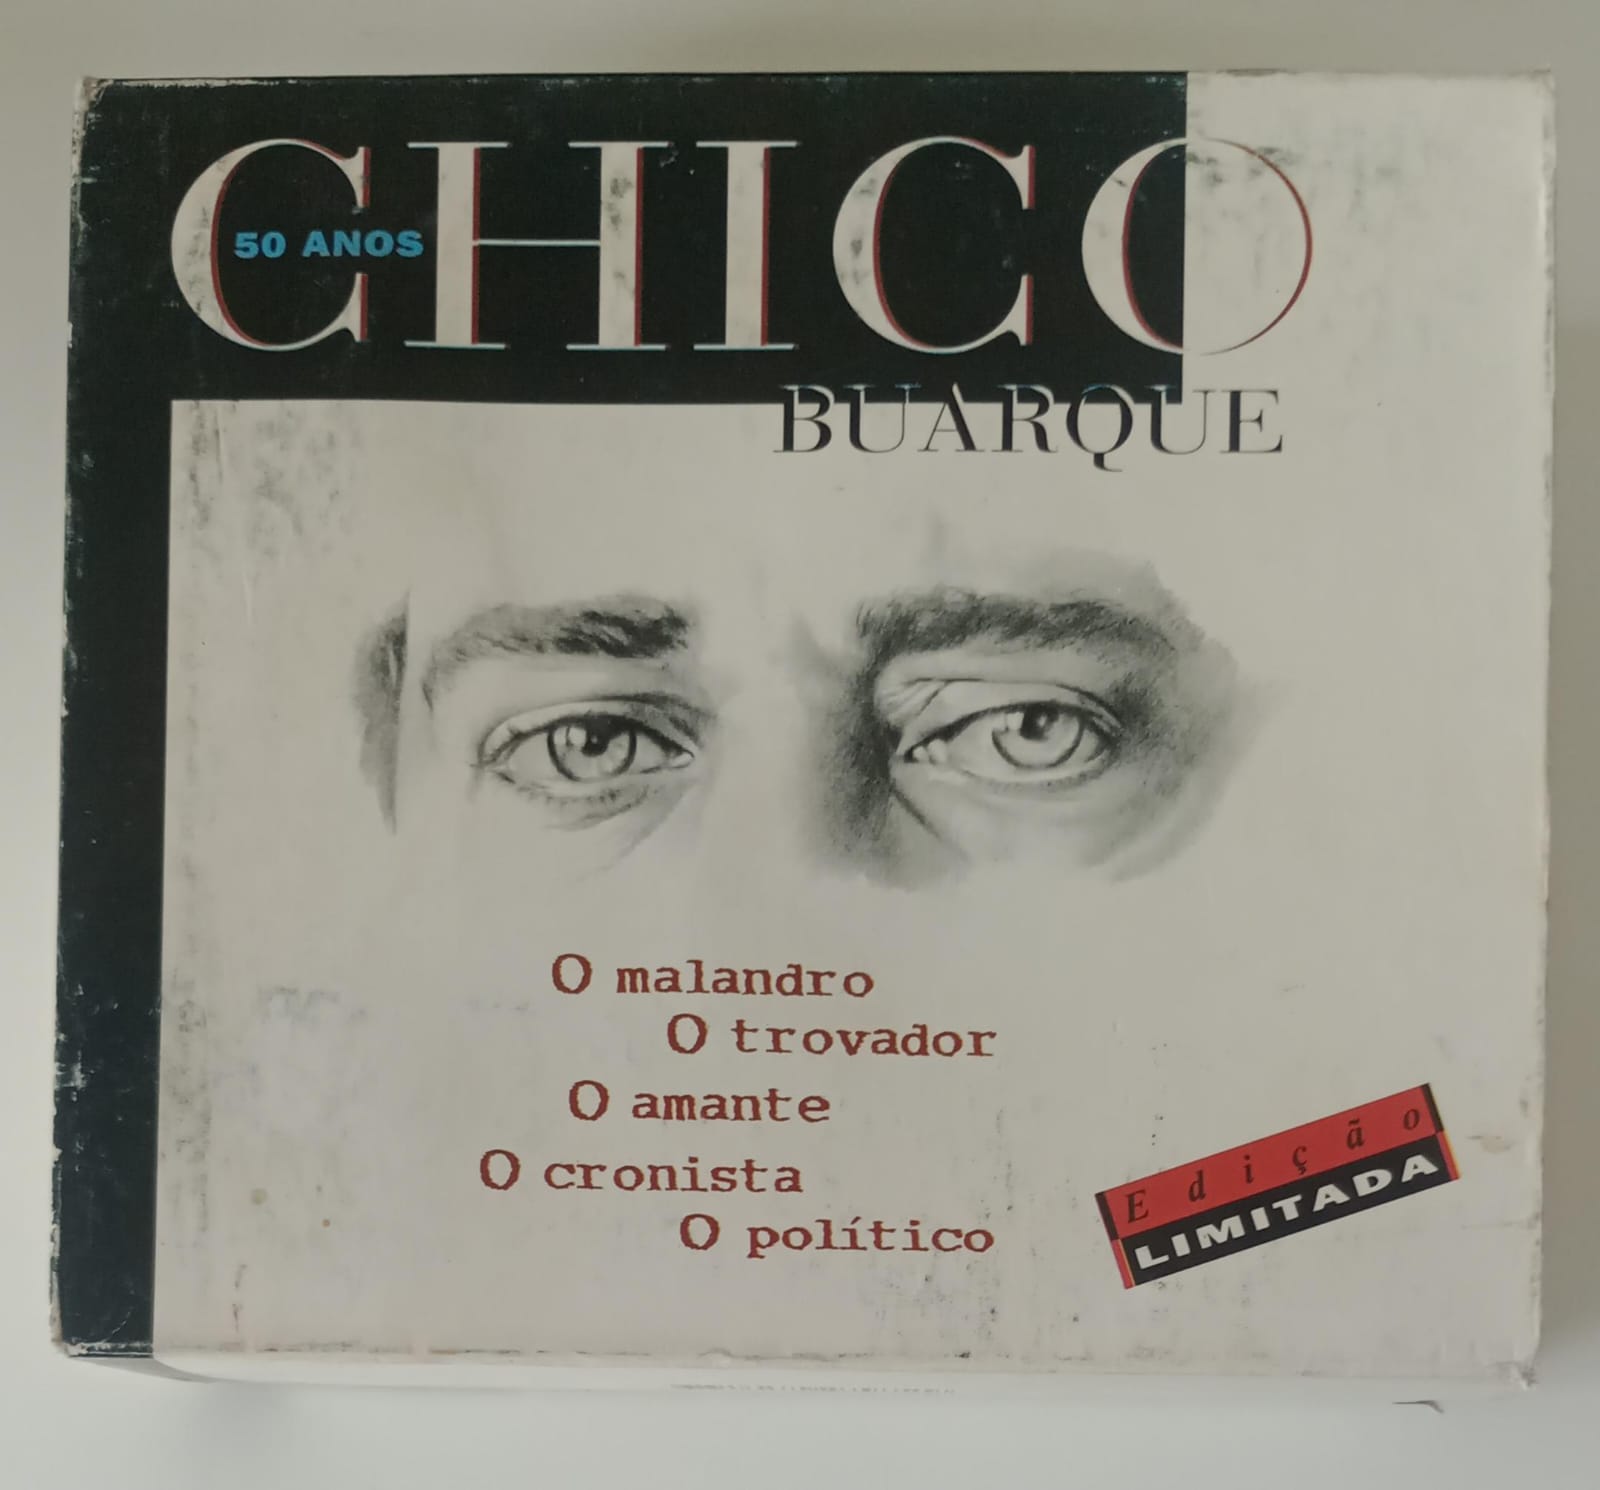 CHICO
50 ANOS
BUARQUE
O malandro
O trovador
O amante
O cronista
O político
Edição
LIMITADA